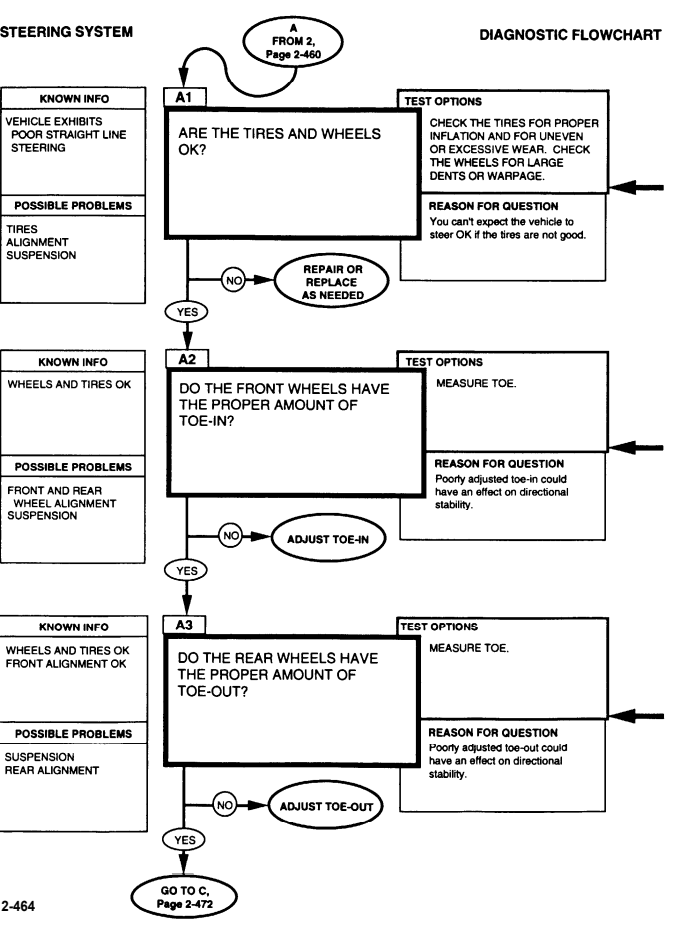 STEERING SYSTEM
DIAGNOSTIC FLOWCHART
A
FROM 2,
Page 2-460
KNOWN INFO
VEHICLE EXHIBITS
POOR STRAIGHT LINE
STEERING
POSSIBLE PROBLEMS
TIRES
ALIGNMENT
SUSPENSION
A1
ARE THE TIRES AND WHEELS
OK?
TEST OPTIONS
CHECK THE TIRES FOR PROPER
INFLATION AND FOR UNEVEN
OR EXCESSIVE WEAR. CHECK
THE WHEELS FOR LARGE
DENTS OR WARPAGE.
REASON FOR QUESTION
You can't expect the vehicle to
steer OK if the tires are not good.
NO
REPAIR OR
REPLACE
AS NEEDED
YES
KNOWN INFO
WHEELS AND TIRES OK
POSSIBLE PROBLEMS
FRONT AND REAR
WHEEL ALIGNMENT
SUSPENSION
A2
DO THE FRONT WHEELS HAVE
THE PROPER AMOUNT OF
TOE-IN?
TEST OPTIONS
MEASURE TOE.
REASON FOR QUESTION
Poorly adjusted toe-in could
have an effect on directional
stability.
NO
ADJUST TOE-IN
YES
KNOWN INFO
WHEELS AND TIRES OK
FRONT ALIGNMENT OK
POSSIBLE PROBLEMS
SUSPENSION
REAR ALIGNMENT
A3
DO THE REAR WHEELS HAVE
THE PROPER AMOUNT OF
TOE-OUT?
TEST OPTIONS
MEASURE TOE.
REASON FOR QUESTION
Poorly adjusted toe-out could
have an effect on directional
stability.
NO
ADJUST TOE-OUT
YES
GO TO C,
Page 2-472
2-464